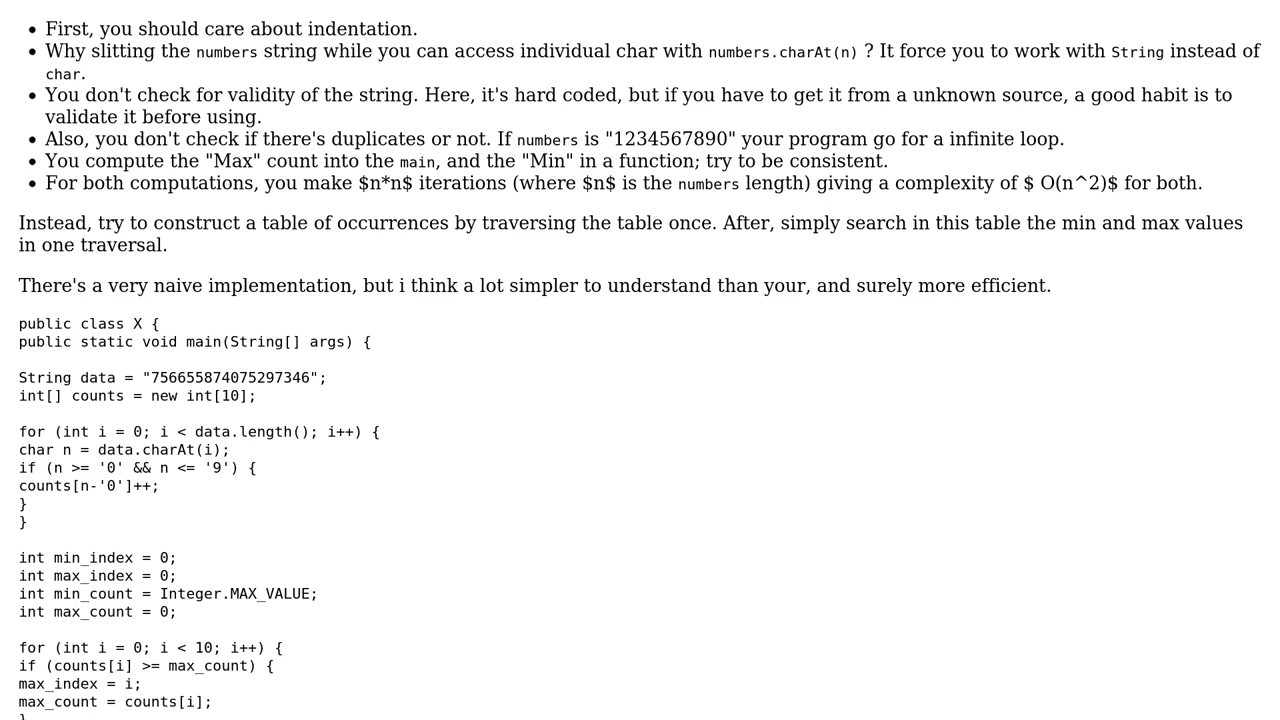 • First, you should care about indentation.
• Why slitting the numbers string while you can access individual char with numbers.charAt(n) ? It force you to work with String instead of
char.
• You don't check for validity of the string. Here, it's hard coded, but if you have to get it from a unknown source, a good habit is to
validate it before using.
• Also, you don't check if there's duplicates or not. If numbers is "1234567890" your program go for a infinite loop.
• You compute the "Max" count into the main, and the "Min" in a function; try to be consistent.
• For both computations, you make $n*n$ iterations (where $n$ is the numbers length) giving a complexity of $ O(n^2)$ for both.
Instead, try to construct a table of occurrences by traversing the table once. After, simply search in this table the min and max values
in one traversal.
There's a very naive implementation, but i think a lot simpler to understand than your, and surely more efficient.
public class X {
public static void main(String[] args) {
String data = "756655874075297346";
int[] counts = new int[10];
for (int i = 0; i < data.length(); i++) {
char n = data.charAt(i);
if (n >= '0' && n <= '9') {
counts[n-'0']++;
}
}
int min_index = 0;
int max_index = 0;
int min_count = Integer.MAX_VALUE;
int max_count = 0;
for (int i = 0; i < 10; i++) {
if (counts[i] >= max_count) {
max_index = i;
max_count = counts[i];
}